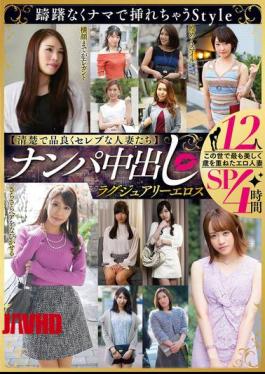 躊躇なくナマで挿れちゃうStyle
【清楚で品良くセレブな人妻たち】
ナンパ中出し
ラグジュアリーエロス
12人
この世で最も美しく
歳を重ねたエロ人妻
SP/4時間
JAVHD